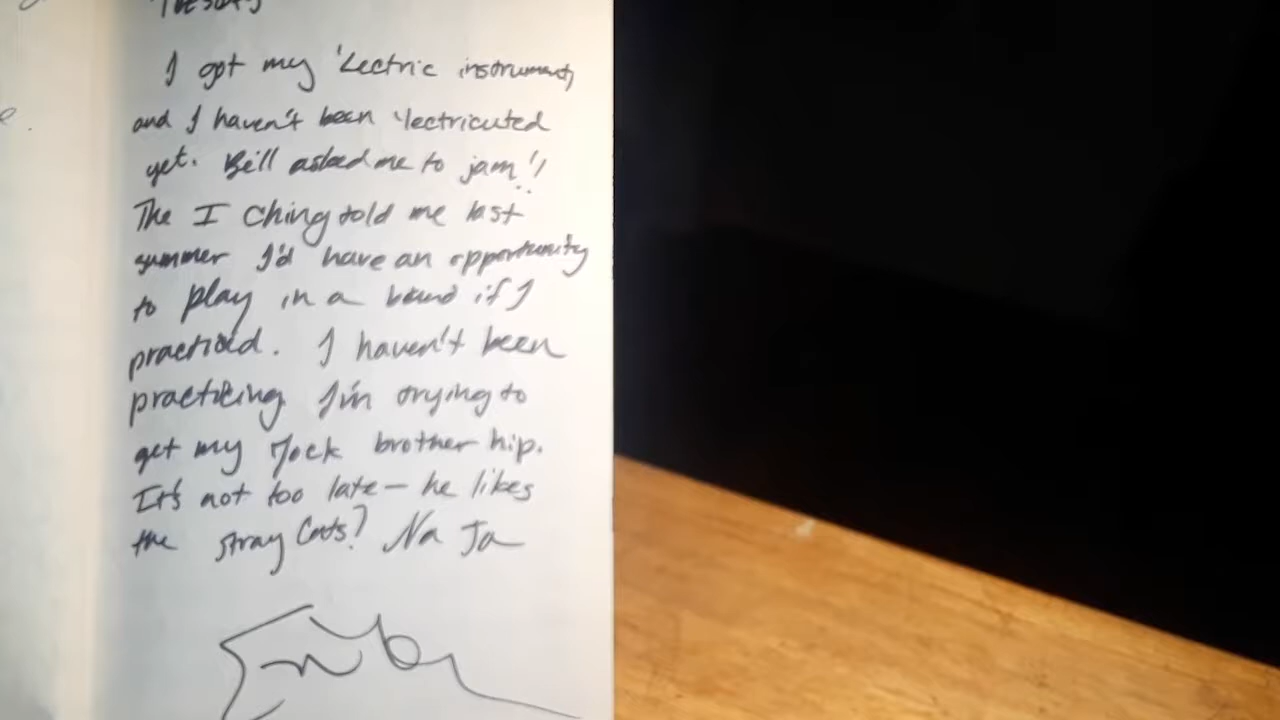 Tuesday
I got my 'lectric instrument,
and I haven't been 'lectricuted
yet. Bill asked me to jam!!
The I Ching told me last
summer I'd have an opportunity
to play in a band if I
practiced. I haven't been
practicing. I'm trying to
get my jock brother hip.
It's not too late — he likes
the stray Cats? Na Ja